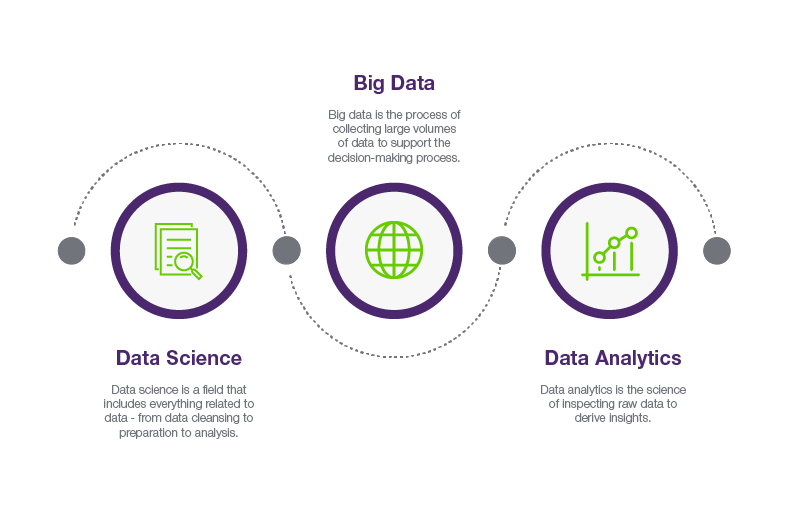 Big Data
Big data is the process of
collecting large volumes
of data to support the
decision-making process.
Data Science
Data science is a field that
includes everything related to
data - from data cleansing to
preparation to analysis.
Data Analytics
Data analytics is the science
of inspecting raw data to
derive insights.